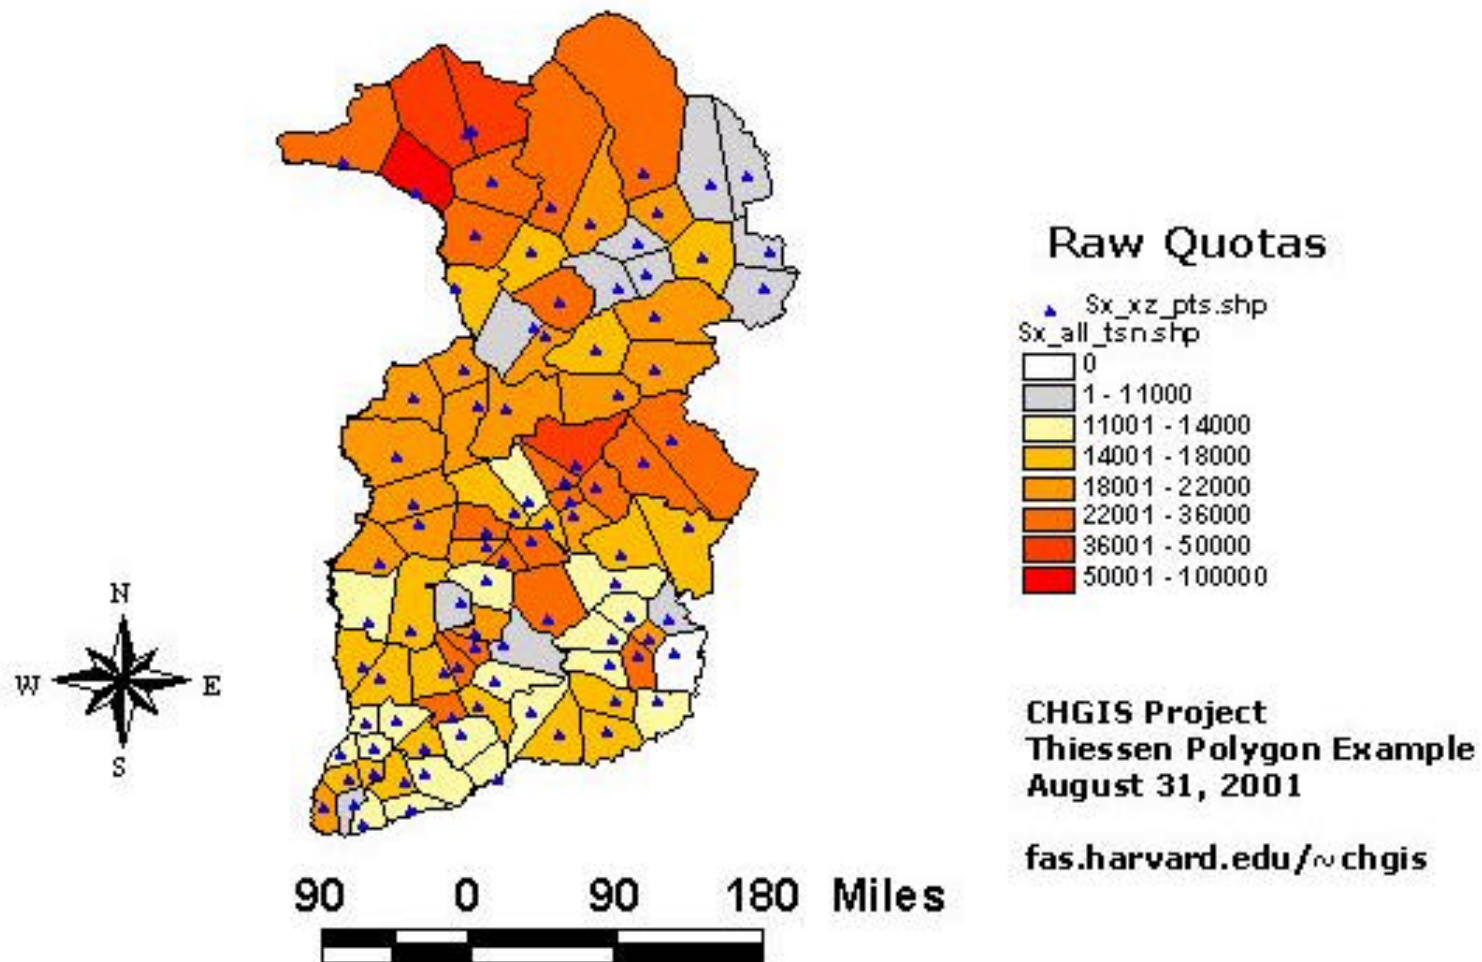 Raw Quotas
Sx_xz_pts.shp
Sx_all_tsn.shp
0
1 - 11000
11001 - 14000
14001 - 18000
18001 - 22000
22001 - 36000
36001 - 50000
50001 - 100000
N
W E
S
CHGIS Project
Thiessen Polygon Example
August 31, 2001
fas.harvard.edu/~chgis
90 0 90 180 Miles